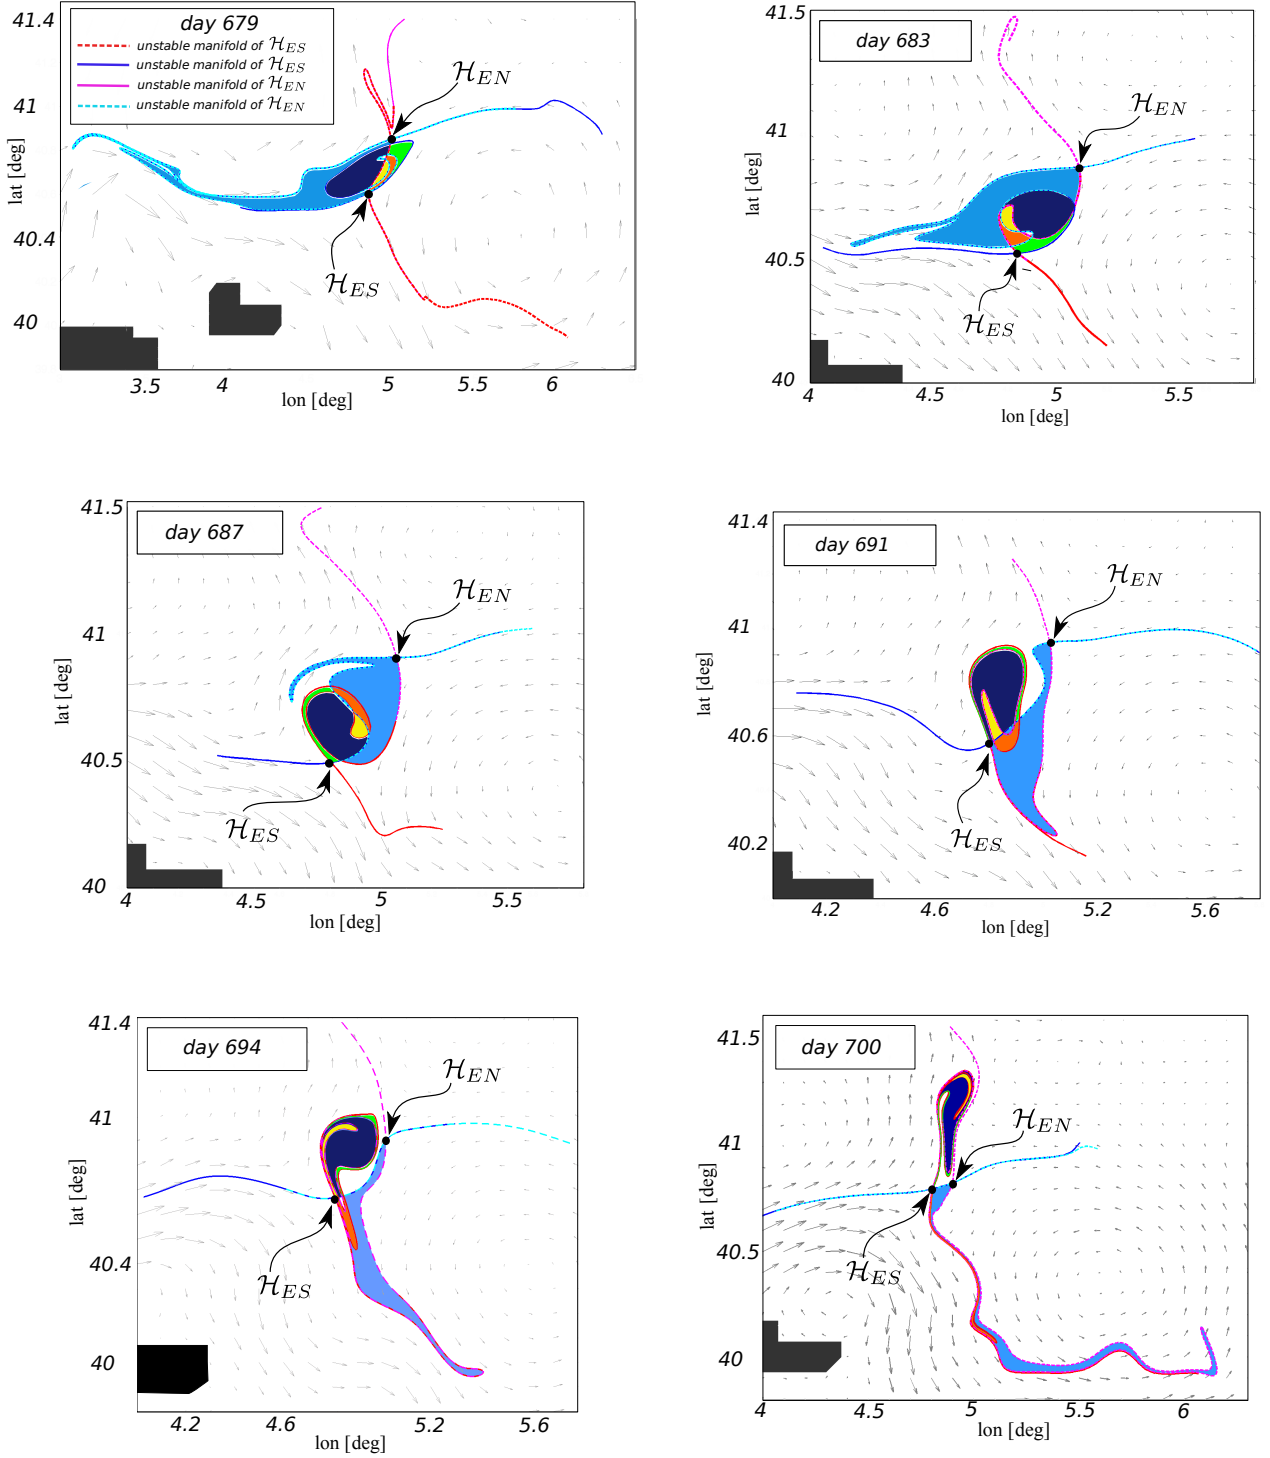 41.4
day 679
unstable manifold of ℋ_ES
unstable manifold of ℋ_ES
unstable manifold of ℋ_EN
unstable manifold of ℋ_EN
ℋ_EN
41
lat [deg]
40.4
ℋ_ES
40
3.5 4 5 5.5 6
lon [deg]
41.5
day 683
ℋ_EN
41
lat [deg]
40.5
ℋ_ES
40
4 4.5 5 5.5
lon [deg]
41.5
day 687
ℋ_EN
41
lat [deg]
40.5
ℋ_ES
40
4 4.5 5 5.5
lon [deg]
41.4
day 691
ℋ_EN
41
lat [deg]
40.6
ℋ_ES
40.2
4.2 4.6 5.2 5.6
lon [deg]
41.4
day 694
ℋ_EN
41
lat [deg]
40.4
ℋ_ES
40
4.2 4.6 5.2 5.6
lon [deg]
41.5
day 700
ℋ_EN
41
lat [deg]
40.5
ℋ_ES
40
4 5 5.5 6
lon [deg]